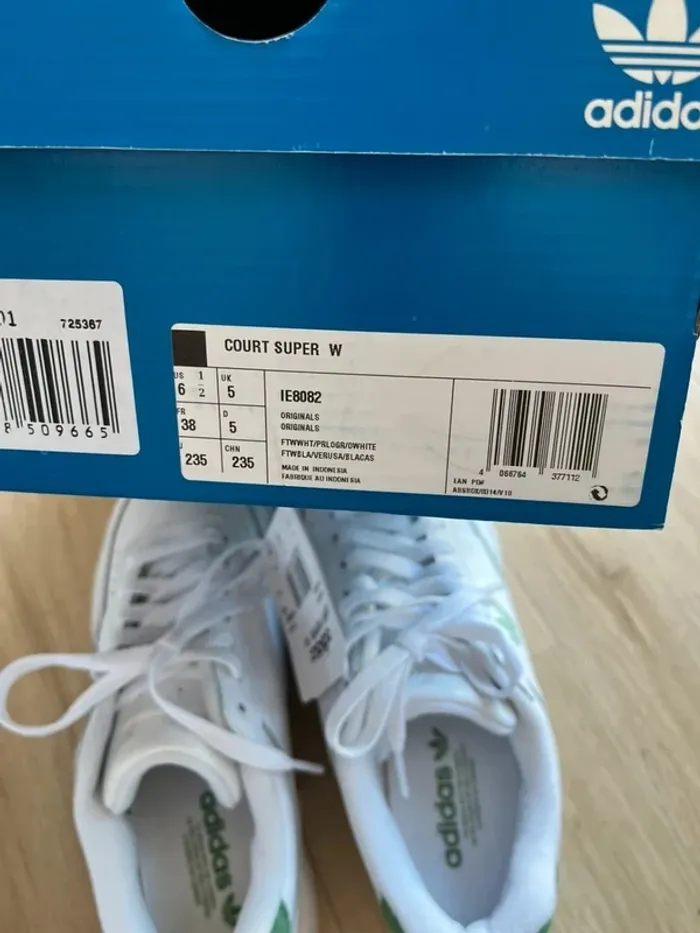 adida
01
725367
8 509665
COURT SUPER W
US 6 1/2
UK 5
FR 38
D 5
J 235
CHN 235
IE8082
ORIGINALS
ORIGINALS
FTWWHT/PRLOGR/OWHITE
FTWBLA/VERUSA/BLACAS
MADE IN INDONESIA
FABRIQUE AU INDONESIA
EAN
4 066764 377112
adidas
adidas